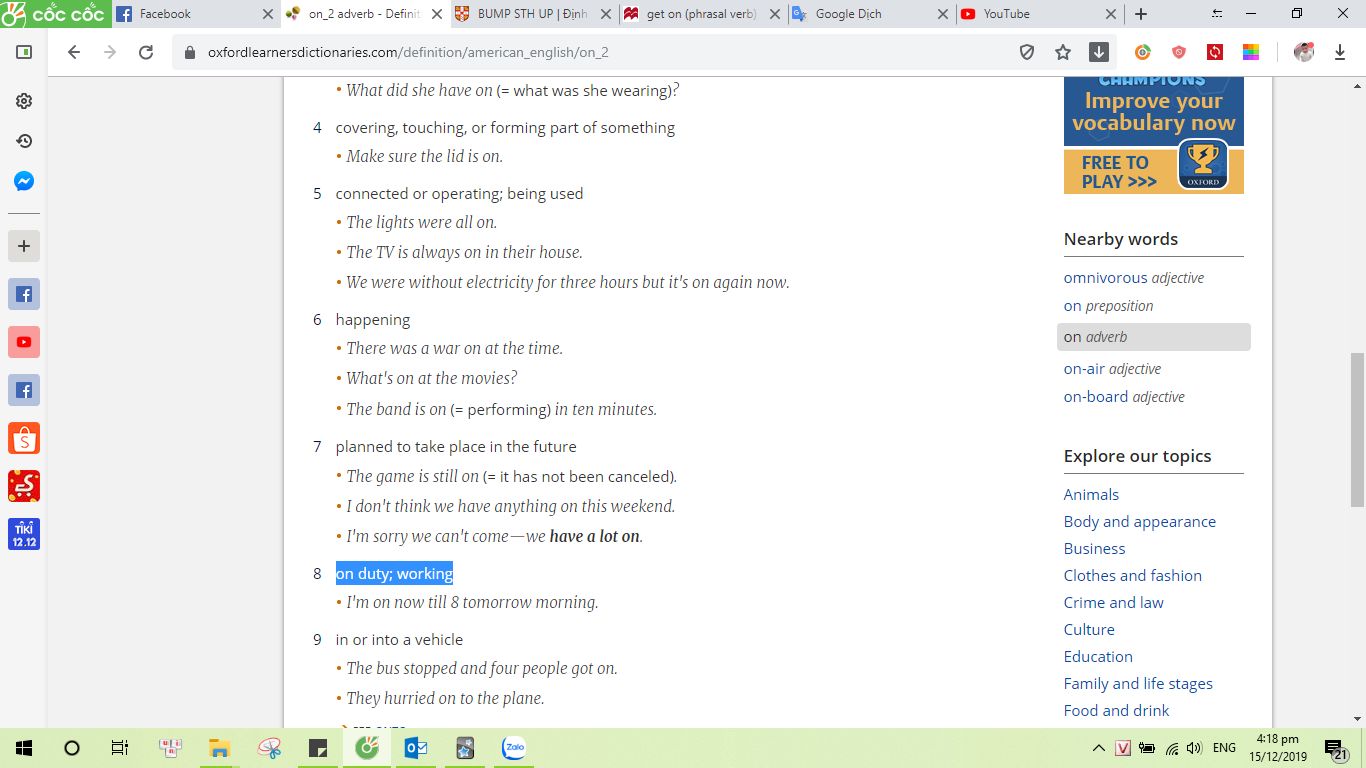 cốc cốc
Facebook
on_2 adverb - Definit
BUMP STH UP | Định
get on (phrasal verb)
Google Dịch
YouTube
oxfordlearnersdictionaries.com/definition/american_english/on_2
• What did she have on (= what was she wearing)?
4 covering, touching, or forming part of something
• Make sure the lid is on.
5 connected or operating; being used
• The lights were all on.
• The TV is always on in their house.
• We were without electricity for three hours but it's on again now.
6 happening
• There was a war on at the time.
• What's on at the movies?
• The band is on (= performing) in ten minutes.
7 planned to take place in the future
• The game is still on (= it has not been canceled).
• I don't think we have anything on this weekend.
• I'm sorry we can't come—we have a lot on.
8 on duty; working
• I'm on now till 8 tomorrow morning.
9 in or into a vehicle
• The bus stopped and four people got on.
• They hurried on to the plane.
CHAMPIONS
Improve your
vocabulary now
FREE TO
PLAY >>>
OXFORD
Nearby words
omnivorous adjective
on preposition
on adverb
on-air adjective
on-board adjective
Explore our topics
Animals
Body and appearance
Business
Clothes and fashion
Crime and law
Culture
Education
Family and life stages
Food and drink
TIKI
12.12
Zalo
V
ENG
4:18 pm
15/12/2019
21